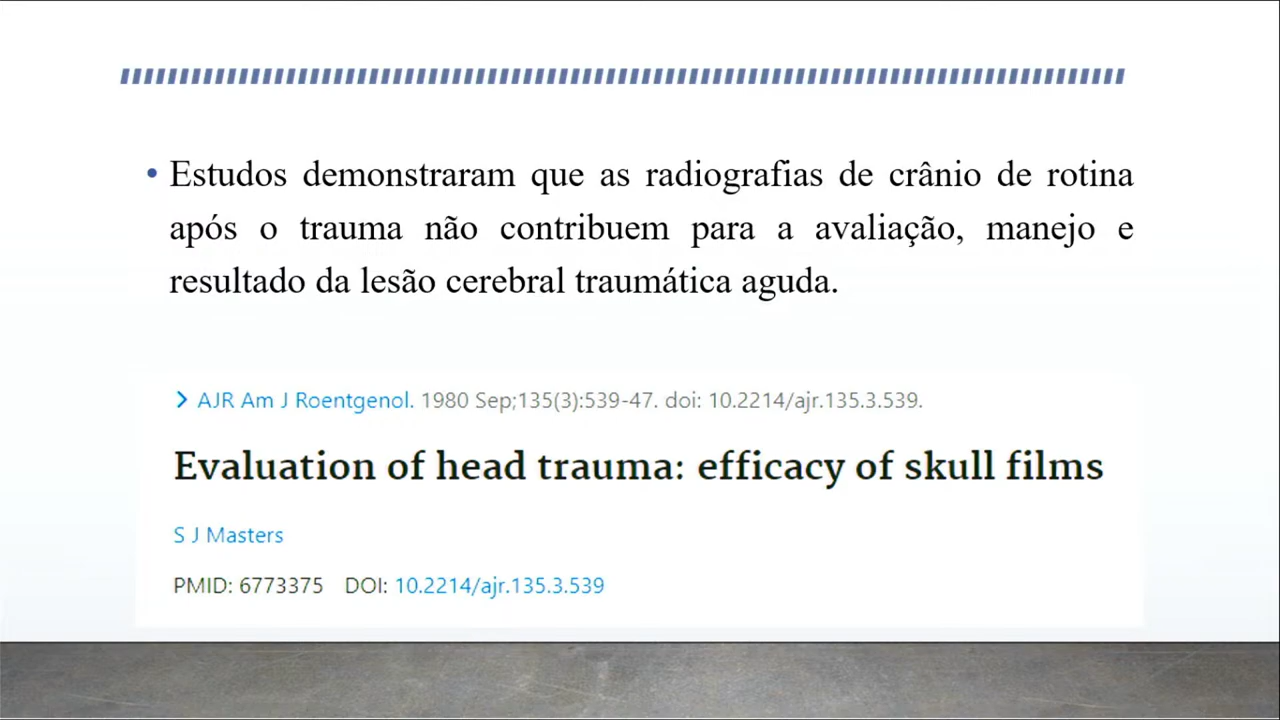 • Estudos demonstraram que as radiografias de crânio de rotina
após o trauma não contribuem para a avaliação, manejo e
resultado da lesão cerebral traumática aguda.
> AJR Am J Roentgenol. 1980 Sep;135(3):539-47. doi: 10.2214/ajr.135.3.539.
Evaluation of head trauma: efficacy of skull films
S J Masters
PMID: 6773375 DOI: 10.2214/ajr.135.3.539